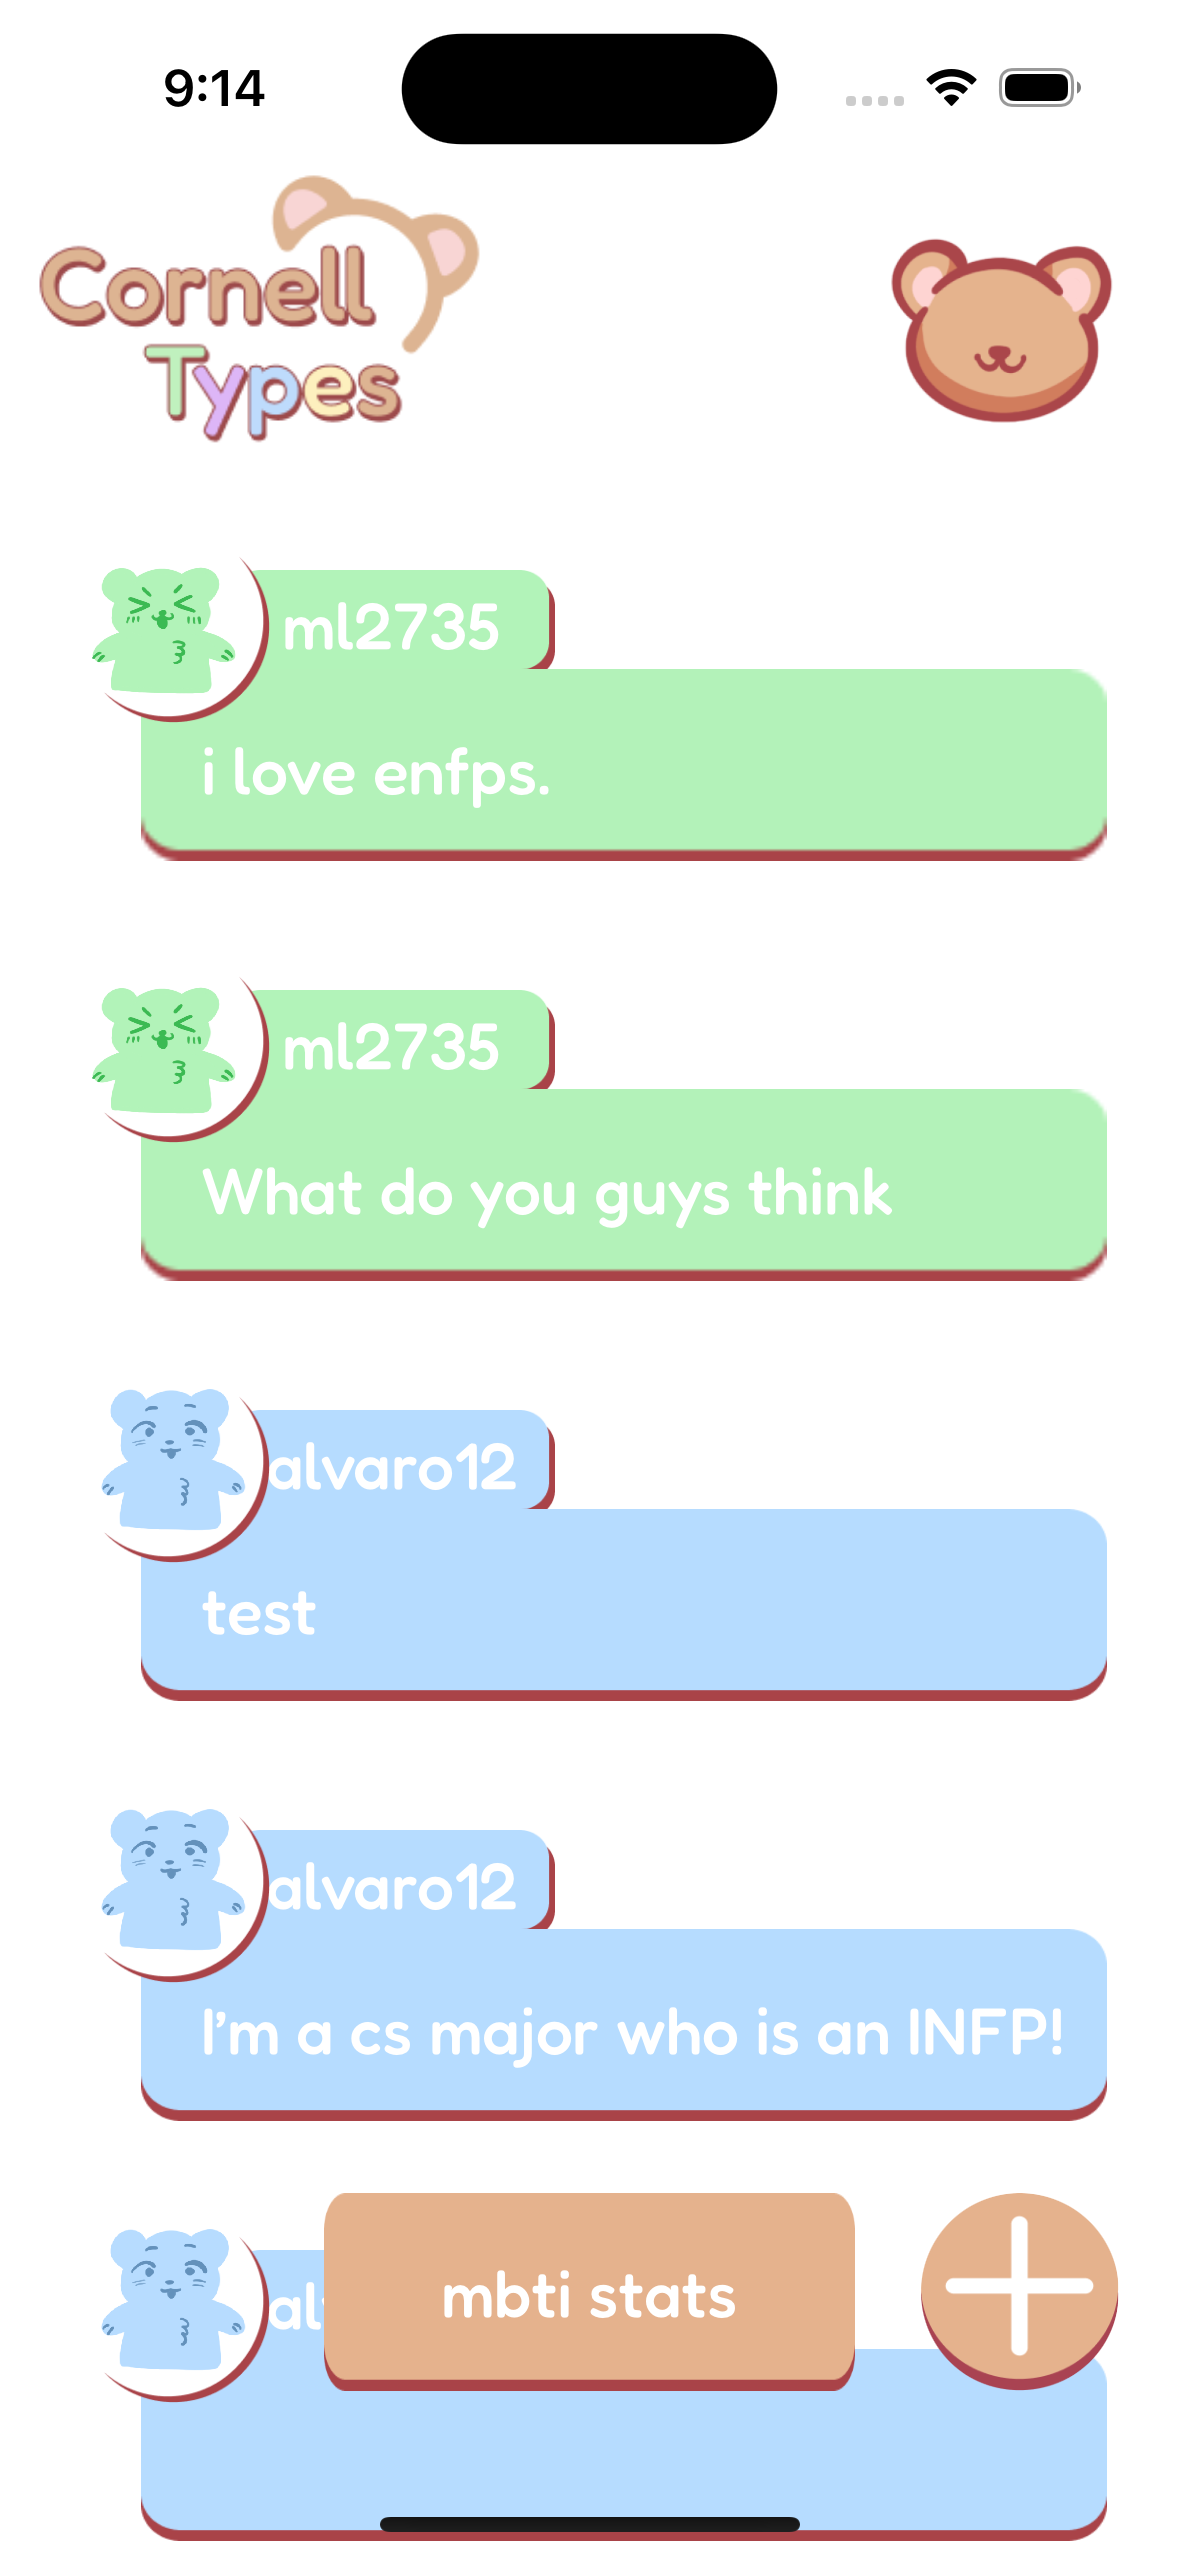 9:14
Cornell
Types
ml2735
i love enfps.
ml2735
What do you guys think
alvaro12
test
alvaro12
I'm a cs major who is an INFP!
mbti stats